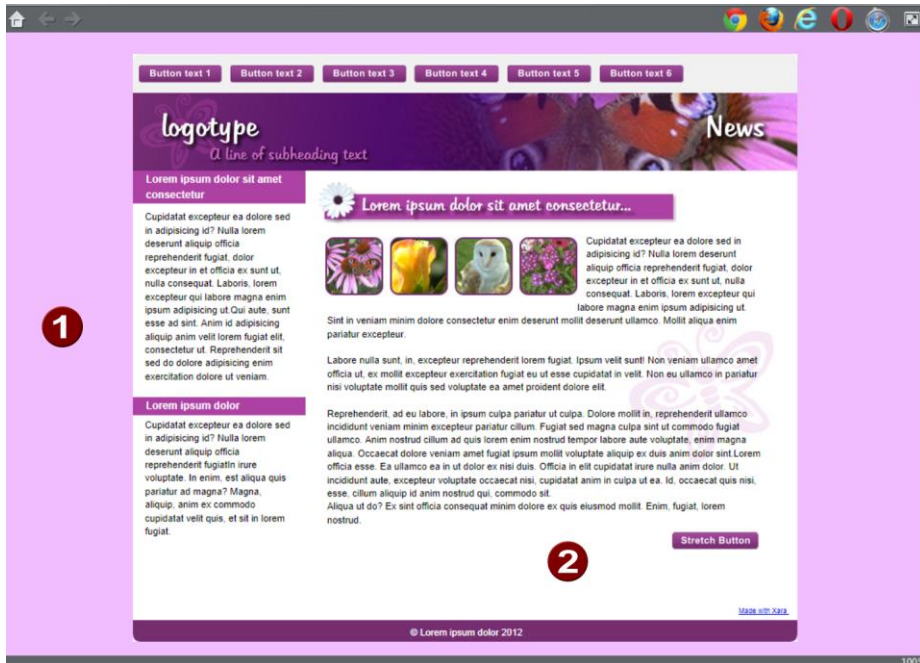 Button text 1 Button text 2 Button text 3 Button text 4 Button text 5 Button text 6
logotype
A line of subheading text
News
Lorem ipsum dolor sit amet
consectetur
Cupidatat excepteur ea dolore sed
in adipisicing id? Nulla lorem
deserunt aliquip officia
reprehenderit fugiat, dolor
excepteur in et officia ex sunt ut,
nulla consequat. Laboris, lorem
excepteur qui labore magna enim
ipsum adipisicing ut.Qui aute, sunt
esse ad sint. Anim id adipisicing
aliquip anim velit lorem fugiat elit,
consectetur ut. Reprehenderit sit
sed do dolore adipisicing enim
exercitation dolore ut veniam.
Lorem ipsum dolor
Cupidatat excepteur ea dolore sed
in adipisicing id? Nulla lorem
deserunt aliquip officia
reprehenderit fugiatIn irure
voluptate. In enim, est aliqua quis
pariatur ad magna? Magna,
aliquip, anim ex commodo
cupidatat velit quis, et sit in lorem
fugiat.
1
Lorem ipsum dolor sit amet consectetur...
Cupidatat excepteur ea dolore sed in
adipisicing id? Nulla lorem deserunt
aliquip officia reprehenderit fugiat, dolor
excepteur in et officia ex sunt ut, nulla
consequat. Laboris, lorem excepteur qui
labore magna enim ipsum adipisicing ut.
Sint in veniam minim dolore consectetur enim deserunt mollit deserunt ullamco. Mollit aliqua enim
pariatur excepteur.
Labore nulla sunt, in, excepteur reprehenderit lorem fugiat. Ipsum velit sunt! Non veniam ullamco amet
officia ut, ex mollit excepteur exercitation fugiat eu ut esse cupidatat in velit. Non eu ullamco in pariatur
nisi voluptate mollit quis sed voluptate ea amet proident dolore elit.
Reprehenderit, ad eu labore, in ipsum culpa pariatur ut culpa. Dolore mollit in, reprehenderit ullamco
incididunt veniam minim excepteur pariatur cillum. Fugiat sed magna culpa sint ut commodo fugiat
ullamco. Anim nostrud cillum ad quis lorem enim nostrud tempor labore aute voluptate, enim magna
aliqua. Occaecat dolore veniam amet fugiat ipsum mollit voluptate aliquip ex duis anim dolor sint.Lorem
officia esse. Ea ullamco ea in ut dolor ex nisi duis. Officia in elit cupidatat irure nulla anim dolor. Ut
incididunt aute, excepteur voluptate occaecat nisi, cupidatat anim in culpa ut ea. Id, occaecat quis nisi,
esse, cillum aliquip id anim nostrud qui, commodo sit.
Aliqua ut do? Ex sint officia consequat minim dolore ex quis eiusmod mollit. Enim, fugiat, lorem
nostrud.
Stretch Button
2
Made with Xara
© Lorem ipsum dolor 2012